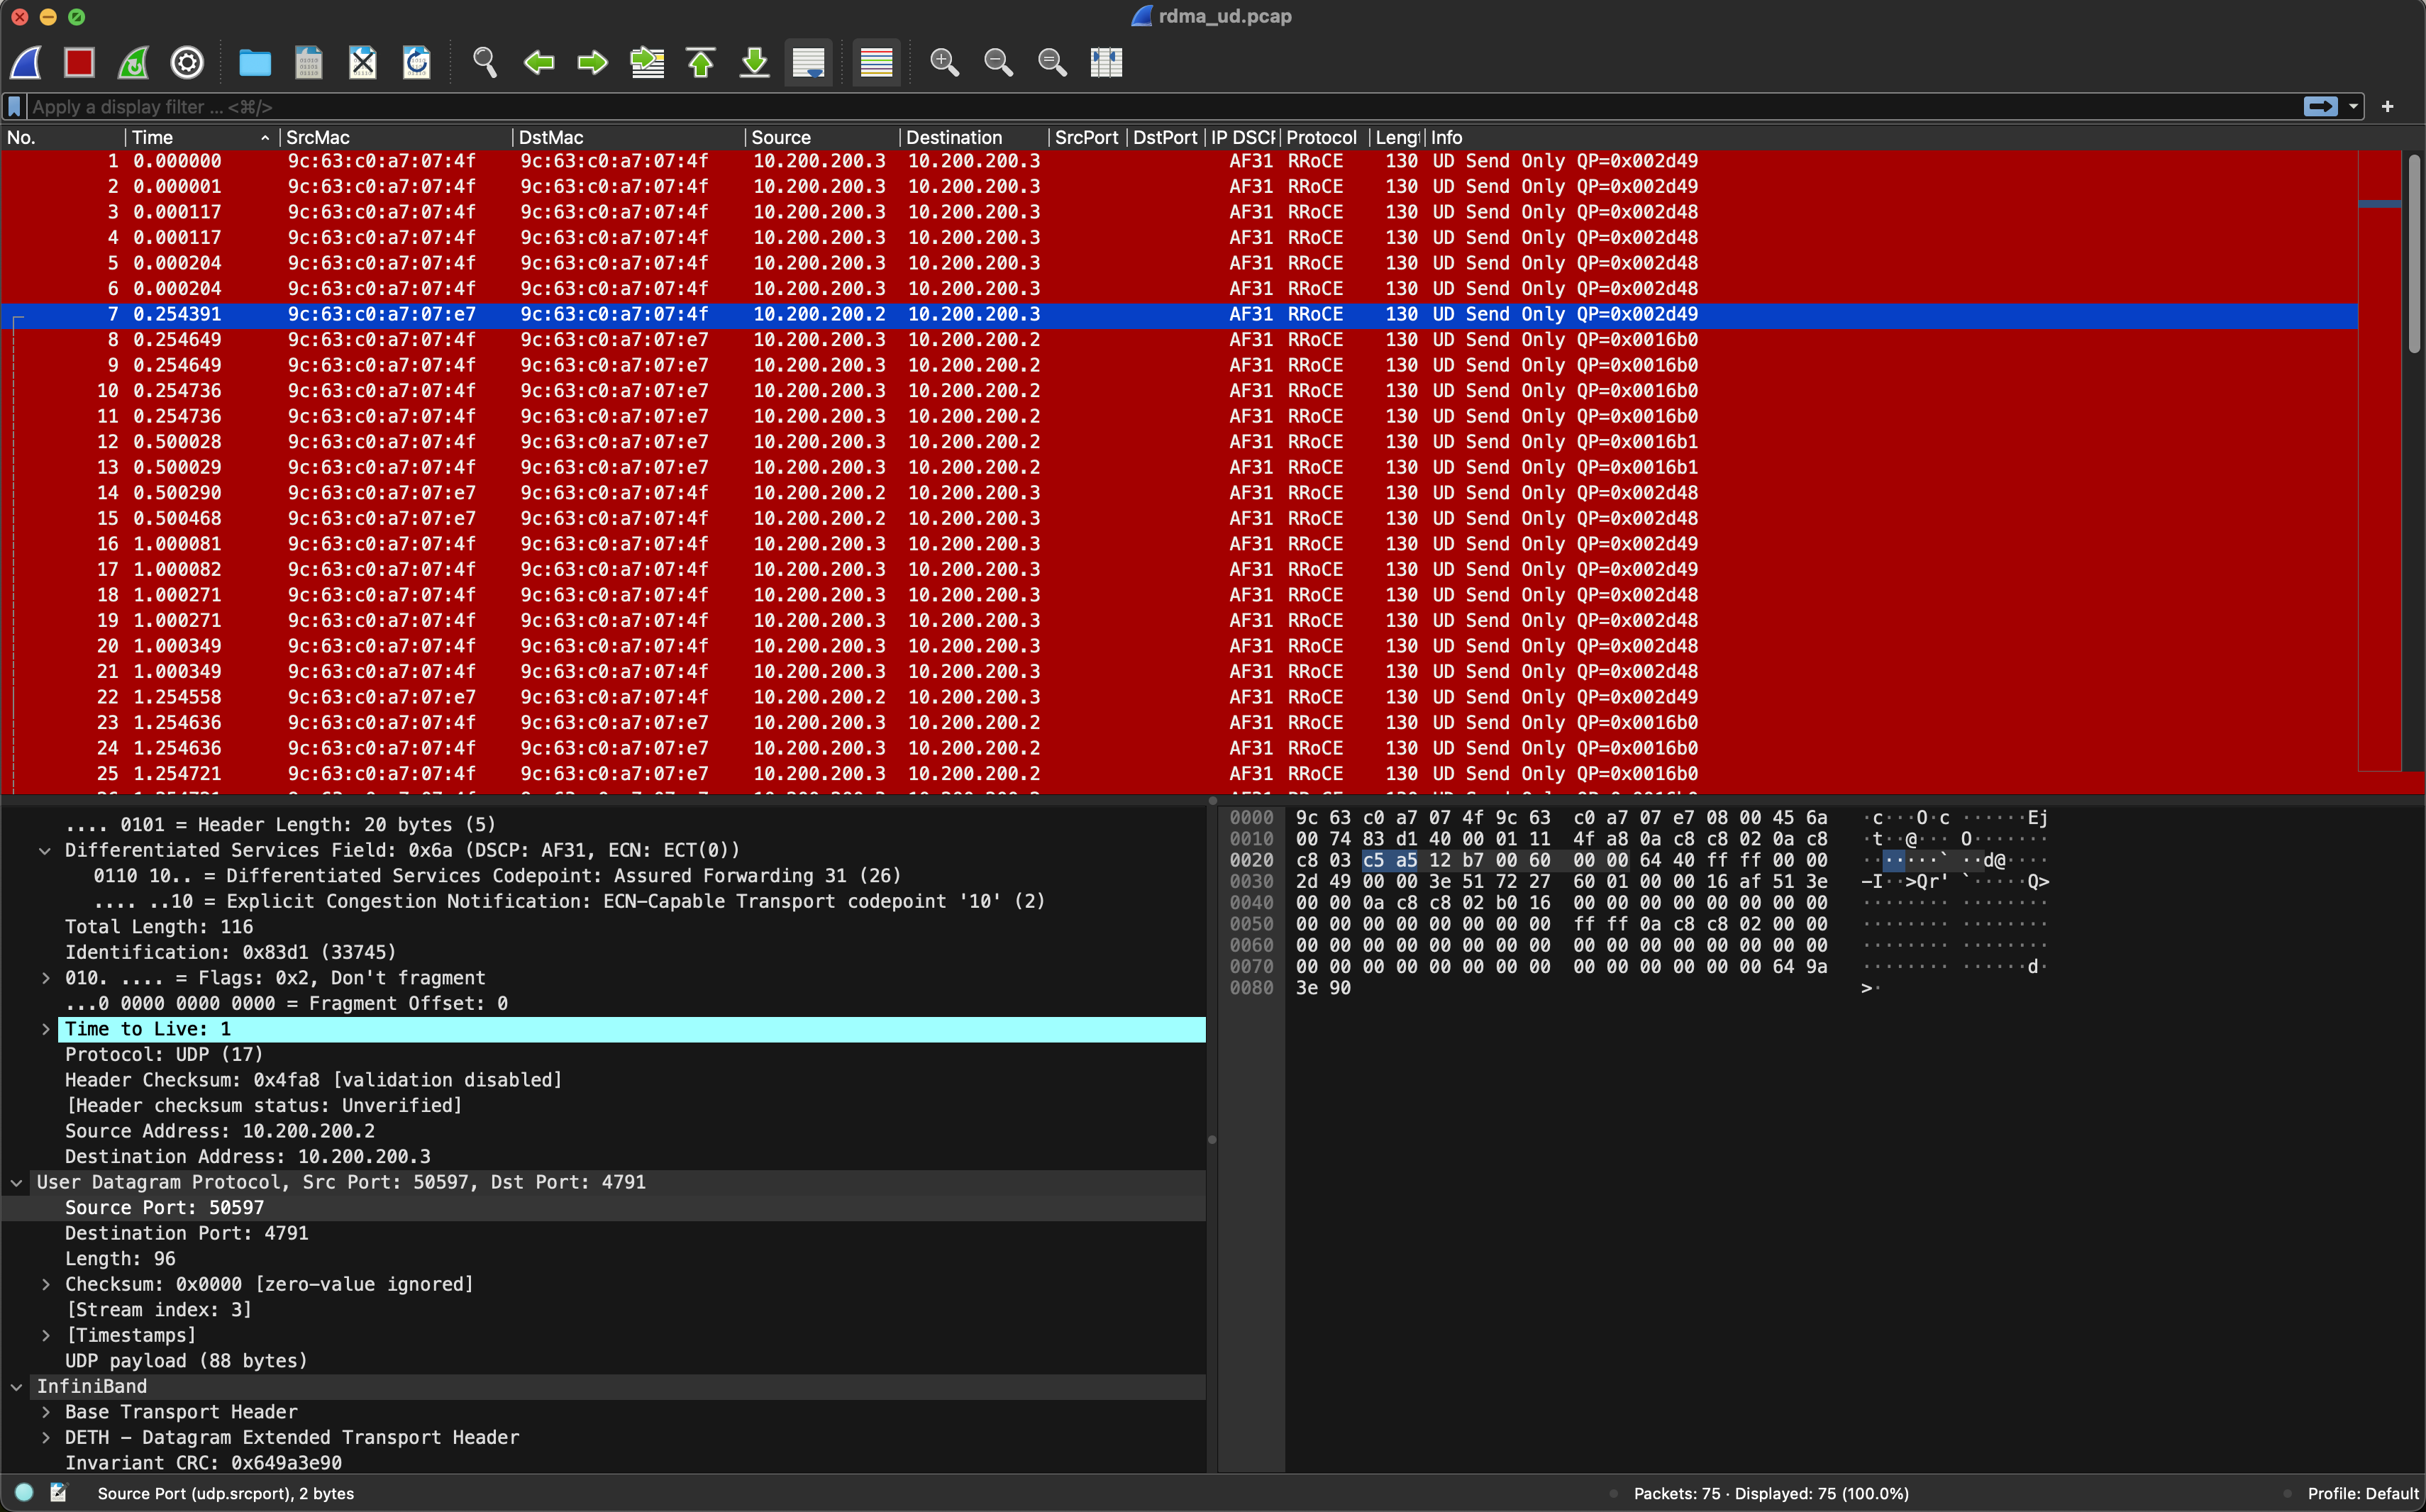 rdma_ud.pcap
Apply a display filter ... <⌘/>
No. Time SrcMac DstMac Source Destination SrcPort DstPort IP DSCP Protocol Lengt Info
1 0.000000 9c:63:c0:a7:07:4f 9c:63:c0:a7:07:4f 10.200.200.3 10.200.200.3 AF31 RRoCE 130 UD Send Only QP=0x002d49
2 0.000001 9c:63:c0:a7:07:4f 9c:63:c0:a7:07:4f 10.200.200.3 10.200.200.3 AF31 RRoCE 130 UD Send Only QP=0x002d49
3 0.000117 9c:63:c0:a7:07:4f 9c:63:c0:a7:07:4f 10.200.200.3 10.200.200.3 AF31 RRoCE 130 UD Send Only QP=0x002d48
4 0.000117 9c:63:c0:a7:07:4f 9c:63:c0:a7:07:4f 10.200.200.3 10.200.200.3 AF31 RRoCE 130 UD Send Only QP=0x002d48
5 0.000204 9c:63:c0:a7:07:4f 9c:63:c0:a7:07:4f 10.200.200.3 10.200.200.3 AF31 RRoCE 130 UD Send Only QP=0x002d48
6 0.000204 9c:63:c0:a7:07:4f 9c:63:c0:a7:07:4f 10.200.200.3 10.200.200.3 AF31 RRoCE 130 UD Send Only QP=0x002d48
7 0.254391 9c:63:c0:a7:07:e7 9c:63:c0:a7:07:4f 10.200.200.2 10.200.200.3 AF31 RRoCE 130 UD Send Only QP=0x002d49
8 0.254649 9c:63:c0:a7:07:4f 9c:63:c0:a7:07:e7 10.200.200.3 10.200.200.2 AF31 RRoCE 130 UD Send Only QP=0x0016b0
9 0.254649 9c:63:c0:a7:07:4f 9c:63:c0:a7:07:e7 10.200.200.3 10.200.200.2 AF31 RRoCE 130 UD Send Only QP=0x0016b0
10 0.254736 9c:63:c0:a7:07:4f 9c:63:c0:a7:07:e7 10.200.200.3 10.200.200.2 AF31 RRoCE 130 UD Send Only QP=0x0016b0
11 0.254736 9c:63:c0:a7:07:4f 9c:63:c0:a7:07:e7 10.200.200.3 10.200.200.2 AF31 RRoCE 130 UD Send Only QP=0x0016b0
12 0.500028 9c:63:c0:a7:07:4f 9c:63:c0:a7:07:e7 10.200.200.3 10.200.200.2 AF31 RRoCE 130 UD Send Only QP=0x0016b1
13 0.500029 9c:63:c0:a7:07:4f 9c:63:c0:a7:07:e7 10.200.200.3 10.200.200.2 AF31 RRoCE 130 UD Send Only QP=0x0016b1
14 0.500290 9c:63:c0:a7:07:e7 9c:63:c0:a7:07:4f 10.200.200.2 10.200.200.3 AF31 RRoCE 130 UD Send Only QP=0x002d48
15 0.500468 9c:63:c0:a7:07:e7 9c:63:c0:a7:07:4f 10.200.200.2 10.200.200.3 AF31 RRoCE 130 UD Send Only QP=0x002d48
16 1.000081 9c:63:c0:a7:07:4f 9c:63:c0:a7:07:4f 10.200.200.3 10.200.200.3 AF31 RRoCE 130 UD Send Only QP=0x002d49
17 1.000082 9c:63:c0:a7:07:4f 9c:63:c0:a7:07:4f 10.200.200.3 10.200.200.3 AF31 RRoCE 130 UD Send Only QP=0x002d49
18 1.000271 9c:63:c0:a7:07:4f 9c:63:c0:a7:07:4f 10.200.200.3 10.200.200.3 AF31 RRoCE 130 UD Send Only QP=0x002d48
19 1.000271 9c:63:c0:a7:07:4f 9c:63:c0:a7:07:4f 10.200.200.3 10.200.200.3 AF31 RRoCE 130 UD Send Only QP=0x002d48
20 1.000349 9c:63:c0:a7:07:4f 9c:63:c0:a7:07:4f 10.200.200.3 10.200.200.3 AF31 RRoCE 130 UD Send Only QP=0x002d48
21 1.000349 9c:63:c0:a7:07:4f 9c:63:c0:a7:07:4f 10.200.200.3 10.200.200.3 AF31 RRoCE 130 UD Send Only QP=0x002d48
22 1.254558 9c:63:c0:a7:07:e7 9c:63:c0:a7:07:4f 10.200.200.2 10.200.200.3 AF31 RRoCE 130 UD Send Only QP=0x002d49
23 1.254636 9c:63:c0:a7:07:4f 9c:63:c0:a7:07:e7 10.200.200.3 10.200.200.2 AF31 RRoCE 130 UD Send Only QP=0x0016b0
24 1.254636 9c:63:c0:a7:07:4f 9c:63:c0:a7:07:e7 10.200.200.3 10.200.200.2 AF31 RRoCE 130 UD Send Only QP=0x0016b0
25 1.254721 9c:63:c0:a7:07:4f 9c:63:c0:a7:07:e7 10.200.200.3 10.200.200.2 AF31 RRoCE 130 UD Send Only QP=0x0016b0
.... 0101 = Header Length: 20 bytes (5)
Differentiated Services Field: 0x6a (DSCP: AF31, ECN: ECT(0))
0110 10.. = Differentiated Services Codepoint: Assured Forwarding 31 (26)
.... ..10 = Explicit Congestion Notification: ECN-Capable Transport codepoint '10' (2)
Total Length: 116
Identification: 0x83d1 (33745)
010. .... = Flags: 0x2, Don't fragment
...0 0000 0000 0000 = Fragment Offset: 0
Time to Live: 1
Protocol: UDP (17)
Header Checksum: 0x4fa8 [validation disabled]
[Header checksum status: Unverified]
Source Address: 10.200.200.2
Destination Address: 10.200.200.3
User Datagram Protocol, Src Port: 50597, Dst Port: 4791
Source Port: 50597
Destination Port: 4791
Length: 96
Checksum: 0x0000 [zero-value ignored]
[Stream index: 3]
[Timestamps]
UDP payload (88 bytes)
InfiniBand
Base Transport Header
DETH - Datagram Extended Transport Header
Invariant CRC: 0x649a3e90
0000 9c 63 c0 a7 07 4f 9c 63 c0 a7 07 e7 08 00 45 6a ·c···O·c ······Ej
0010 00 74 83 d1 40 00 01 11 4f a8 0a c8 c8 02 0a c8 ·t··@··· O·······
0020 c8 03 c5 a5 12 b7 00 60 00 00 64 40 ff ff 00 00 ·······` ··d@····
0030 2d 49 00 00 3e 51 72 27 60 01 00 00 16 af 51 3e -I··>Qr' `·····Q>
0040 00 00 0a c8 c8 02 b0 16 00 00 00 00 00 00 00 00 ········ ········
0050 00 00 00 00 00 00 00 00 ff ff 0a c8 c8 02 00 00 ········ ········
0060 00 00 00 00 00 00 00 00 00 00 00 00 00 00 00 00 ········ ········
0070 00 00 00 00 00 00 00 00 00 00 00 00 00 00 64 9a ········ ······d·
0080 3e 90 >·
Source Port (udp.srcport), 2 bytes
Packets: 75 · Displayed: 75 (100.0%)
Profile: Default